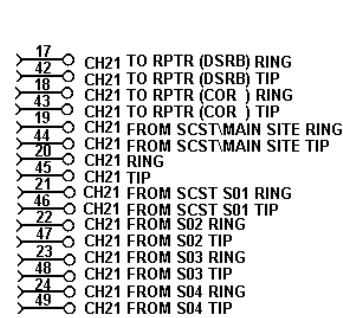 17 CH21 TO RPTR (DSRB) RING
42 CH21 TO RPTR (DSRB) TIP
18 CH21 TO RPTR (COR ) RING
43 CH21 TO RPTR (COR ) TIP
19 CH21 FROM SCST\MAIN SITE RING
44 CH21 FROM SCST\MAIN SITE TIP
20 CH21 RING
45 CH21 TIP
21 CH21 FROM SCST S01 RING
46 CH21 FROM SCST S01 TIP
22 CH21 FROM S02 RING
47 CH21 FROM S02 TIP
23 CH21 FROM S03 RING
48 CH21 FROM S03 TIP
24 CH21 FROM S04 RING
49 CH21 FROM S04 TIP